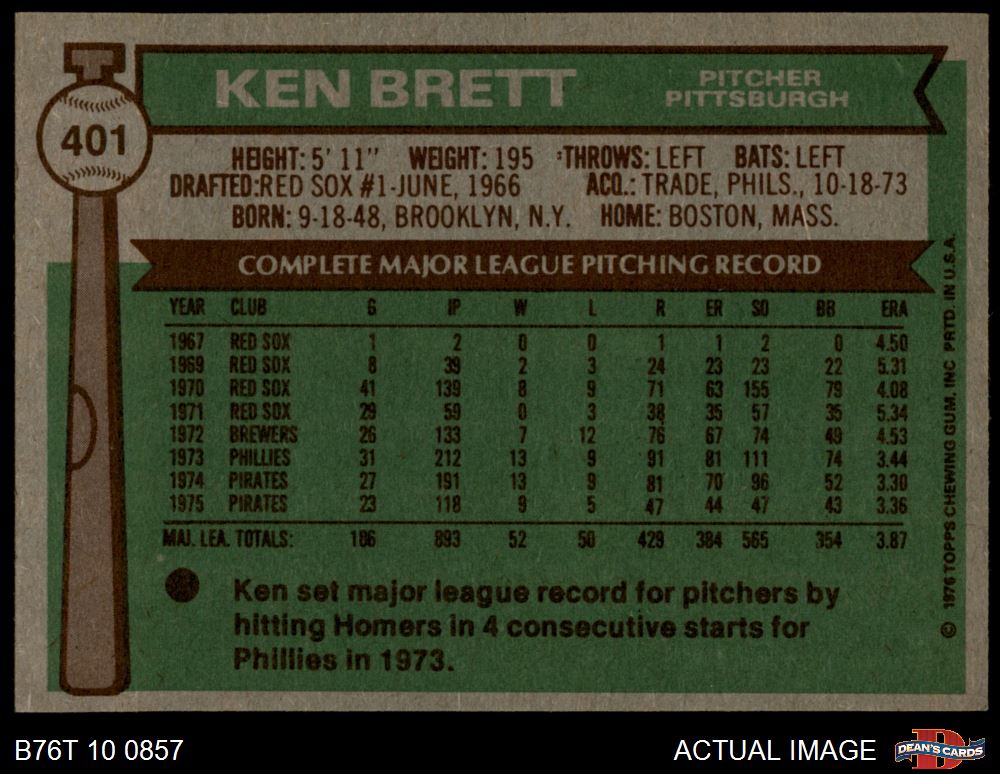 KEN BRETT
PITCHER
PITTSBURGH
401
HEIGHT: 5' 11" WEIGHT: 195 THROWS: LEFT BATS: LEFT
DRAFTED: RED SOX #1-JUNE, 1966 ACQ.: TRADE, PHILS., 10-18-73
BORN: 9-18-48, BROOKLYN, N.Y. HOME: BOSTON, MASS.
COMPLETE MAJOR LEAGUE PITCHING RECORD
YEAR CLUB G IP W L R ER SO BB ERA
1967 RED SOX 1 2 0 0 1 1 2 0 4.50
1969 RED SOX 8 39 2 3 24 23 23 22 5.31
1970 RED SOX 41 139 8 9 71 63 155 79 4.08
1971 RED SOX 29 59 0 3 38 35 57 35 5.34
1972 BREWERS 26 133 7 12 76 67 74 49 4.53
1973 PHILLIES 31 212 13 9 91 81 111 74 3.44
1974 PIRATES 27 191 13 9 81 70 96 52 3.30
1975 PIRATES 23 118 9 5 47 44 47 43 3.36
MAJ. LEA. TOTALS: 186 893 52 50 429 384 565 354 3.87
Ken set major league record for pitchers by
hitting Homers in 4 consecutive starts for
Phillies in 1973.
© 1976 TOPPS CHEWING GUM, INC PRTD. IN U.S.A.
B76T 10 0857
ACTUAL IMAGE
D
DEAN'S CARDS